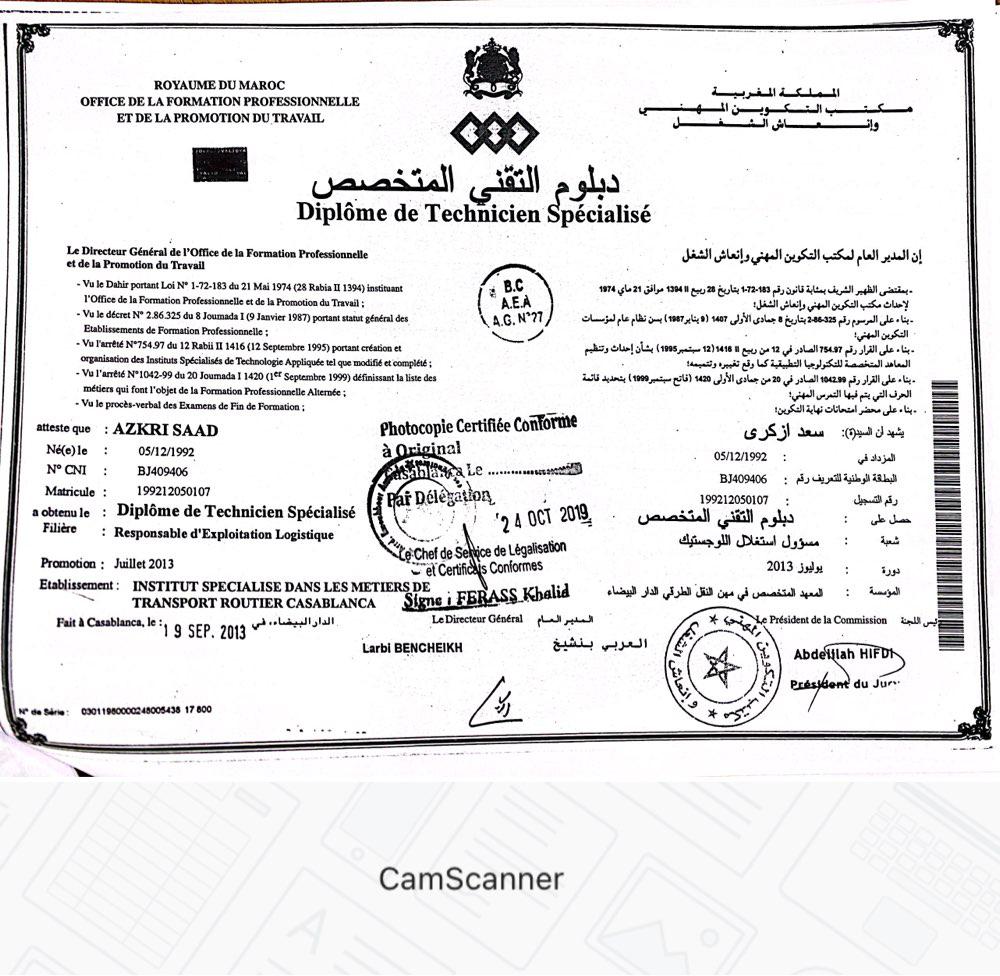 ROYAUME DU MAROC
OFFICE DE LA FORMATION PROFESSIONNELLE
ET DE LA PROMOTION DU TRAVAIL
المملكة المغربية
مكتب التكوين المهني
وإنعاش الشغل
دبلوم التقني المتخصص
Diplôme de Technicien Spécialisé
Le Directeur Général de l'Office de la Formation Professionnelle
et de la Promotion du Travail
- Vu le Dahir portant Loi N° 1-72-183 du 21 Mai 1974 (28 Rabia II 1394) instituant
l'Office de la Formation Professionnelle et de la Promotion du Travail ;
- Vu le décret N° 2.86.325 du 8 Joumada I (9 Janvier 1987) portant statut général des
Etablissements de Formation Professionnelle ;
- Vu l'arrêté N°754.97 du 12 Rabii II 1416 (12 Septembre 1995) portant création et
organisation des Instituts Spécialisés de Technologie Appliquée tel que modifié et complété ;
- Vu l'arrêté N°1042-99 du 20 Joumada I 1420 (1er Septembre 1999) définissant la liste des
métiers qui font l'objet de la Formation Professionnelle Alternée ;
- Vu le procès-verbal des Examens de Fin de Formation ;
B.C
A.E.A
A.G. N°77
إن المدير العام لمكتب التكوين المهني وإنعاش الشغل
- بمقتضى الظهير الشريف بمثابة قانون رقم 1-72-183 بتاريخ 28 ربيع II 1394 موافق 21 ماي 1974
لإحداث مكتب التكوين المهني وإنعاش الشغل؛
- بناء على المرسوم رقم 2-86-325 بتاريخ 8 جمادى الأولى 1407 (9 يناير 1987) بسن نظام عام لمؤسسات
التكوين المهني؛
- بناء على القرار رقم 754.97 الصادر في 12 من ربيع II 1416 (12 سبتمبر 1995) بشأن إحداث وتنظيم
المعاهد المتخصصة للتكنولوجيا التطبيقية كما وقع تغييره وتتميمه؛
- بناء على القرار رقم 1042.99 الصادر في 20 من جمادى الأولى 1420 (فاتح سبتمبر 1999) بتحديد قائمة
الحرف التي يتم فيها التمرس المهني؛
- بناء على محضر امتحانات نهاية التكوين؛
atteste que : AZKRI SAAD
Né(e) le : 05/12/1992
N° CNI : BJ409406
Matricule : 199212050107
a obtenu le : Diplôme de Technicien Spécialisé
Filière : Responsable d'Exploitation Logistique
Promotion : Juillet 2013
Etablissement : INSTITUT SPECIALISE DANS LES METIERS DE
TRANSPORT ROUTIER CASABLANCA
Fait à Casablanca, le : 19 SEP. 2013 الدار البيضاء، في
Photocopie Certifiée Conforme
à Original
Casablanca Le
Par Délégation
24 OCT 2019
Le Chef de Service de Légalisation
et Certificats Conformes
Signe : FERASS Khalid
يشهد أن السيد(ة): سعد ازكرى
المزداد في : 05/12/1992
البطاقة الوطنية للتعريف رقم : BJ409406
رقم التسجيل : 199212050107
حصل على : دبلوم التقني المتخصص
شعبة : مسؤول استغلال اللوجستيك
دورة : يوليوز 2013
المؤسسة : المعهد المتخصص في مهن النقل الطرقي الدار البيضاء
Le Directeur Général المدير العام
Larbi BENCHEIKH العربي بنشيخ
Le Président de la Commission رئيس اللجنة
Abdelilah HIFDI
Président du Jury
مكتب التكوين المهني و إنعاش الشغل
N° de Série : 03011980000248005438 17 800
CamScanner